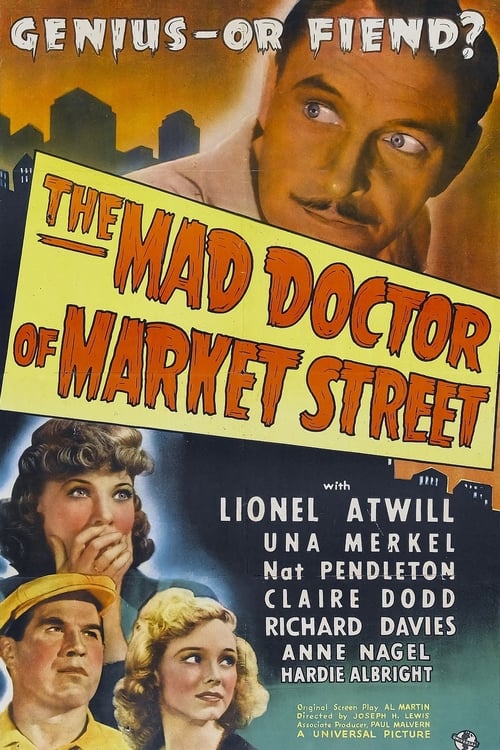 GENIUS-OR FIEND?
THE MAD DOCTOR
OF MARKET STREET
with
LIONEL ATWILL
UNA MERKEL
Nat PENDLETON
CLAIRE DODD
RICHARD DAVIES
ANNE NAGEL
HARDIE ALBRIGHT
Original Screen Play, AL MARTIN
Directed by JOSEPH H. LEWIS
Associate Producer, PAUL MALVERN
A UNIVERSAL PICTURE